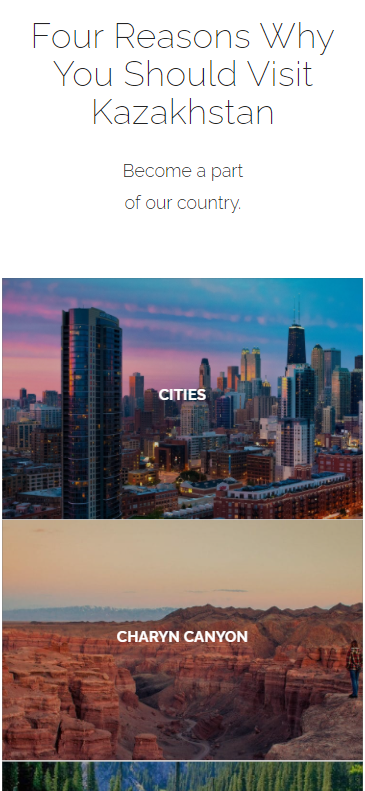 Four Reasons Why
You Should Visit
Kazakhstan
Become a part
of our country.
CITIES
CHARYN CANYON